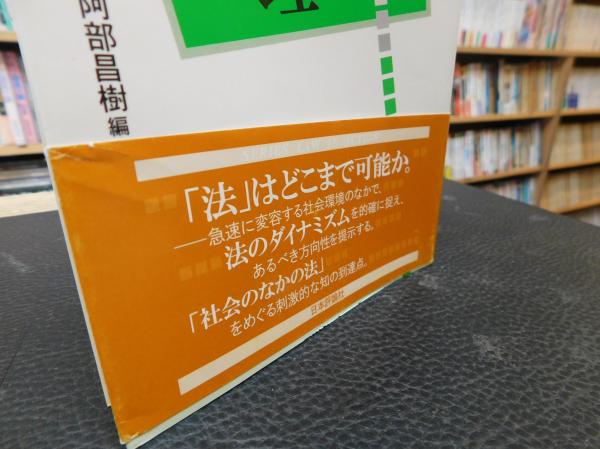 阿部昌樹 編
SERIES LAW IN ACTION
「法」はどこまで可能か。
──急速に変容する社会環境のなかで、
法のダイナミズムを的確に捉え、
あるべき方向性を提示する。
「社会のなかの法」
をめぐる刺激的な知の到達点。
日本評論社